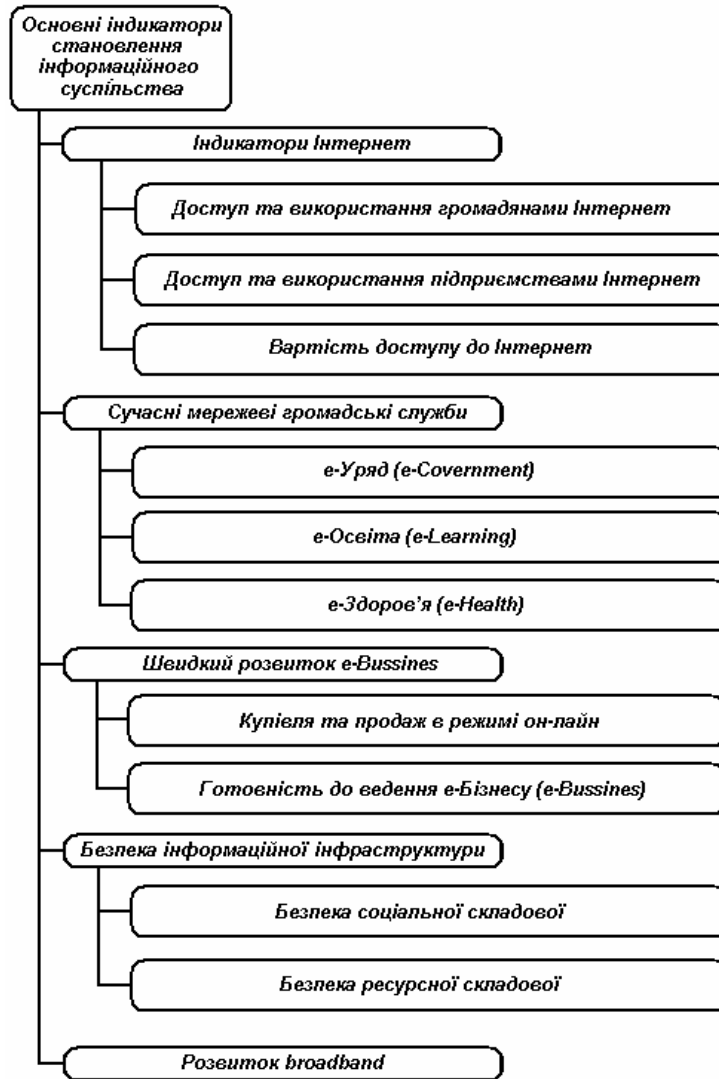 Основні індикатори
становлення
інформаційного
суспільства
Індикатори Інтернет
Доступ та використання громадянами Інтернет
Доступ та використання підприємствами Інтернет
Вартість доступу до Інтернет
Сучасні мережеві громадські служби
е-Уряд (e-Covernment)
е-Освіта (e-Learning)
е-Здоров’я (e-Health)
Швидкий розвиток e-Bussines
Купівля та продаж в режимі он-лайн
Готовність до ведення е-Бізнесу (e-Bussines)
Безпека інформаційної інфраструктури
Безпека соціальної складової
Безпека ресурсної складової
Розвиток broadband